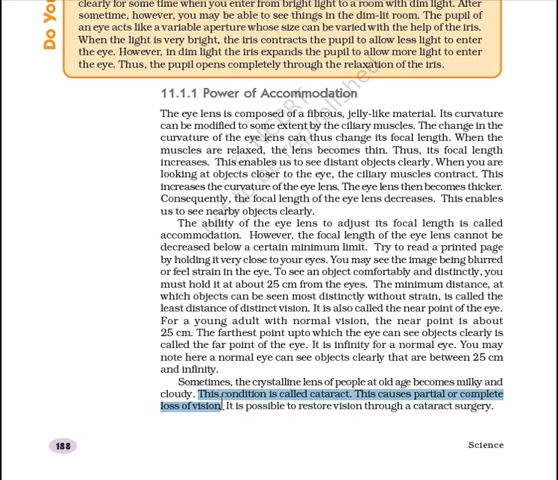 Do You
clearly for some time when you enter from bright light to a room with dim light. After
sometime, however, you may be able to see things in the dim-lit room. The pupil of
an eye acts like a variable aperture whose size can be varied with the help of the iris.
When the light is very bright, the iris contracts the pupil to allow less light to enter
the eye. However, in dim light the iris expands the pupil to allow more light to enter
the eye. Thus, the pupil opens completely through the relaxation of the iris.
11.1.1 Power of Accommodation
The eye lens is composed of a fibrous, jelly-like material. Its curvature
can be modified to some extent by the ciliary muscles. The change in the
curvature of the eye lens can thus change its focal length. When the
muscles are relaxed, the lens becomes thin. Thus, its focal length
increases. This enables us to see distant objects clearly. When you are
looking at objects closer to the eye, the ciliary muscles contract. This
increases the curvature of the eye lens. The eye lens then becomes thicker.
Consequently, the focal length of the eye lens decreases. This enables
us to see nearby objects clearly.
The ability of the eye lens to adjust its focal length is called
accommodation. However, the focal length of the eye lens cannot be
decreased below a certain minimum limit. Try to read a printed page
by holding it very close to your eyes. You may see the image being blurred
or feel strain in the eye. To see an object comfortably and distinctly, you
must hold it at about 25 cm from the eyes. The minimum distance, at
which objects can be seen most distinctly without strain, is called the
least distance of distinct vision. It is also called the near point of the eye.
For a young adult with normal vision, the near point is about
25 cm. The farthest point upto which the eye can see objects clearly is
called the far point of the eye. It is infinity for a normal eye. You may
note here a normal eye can see objects clearly that are between 25 cm
and infinity.
Sometimes, the crystalline lens of people at old age becomes milky and
cloudy. This condition is called cataract. This causes partial or complete
loss of vision. It is possible to restore vision through a cataract surgery.
188
Science